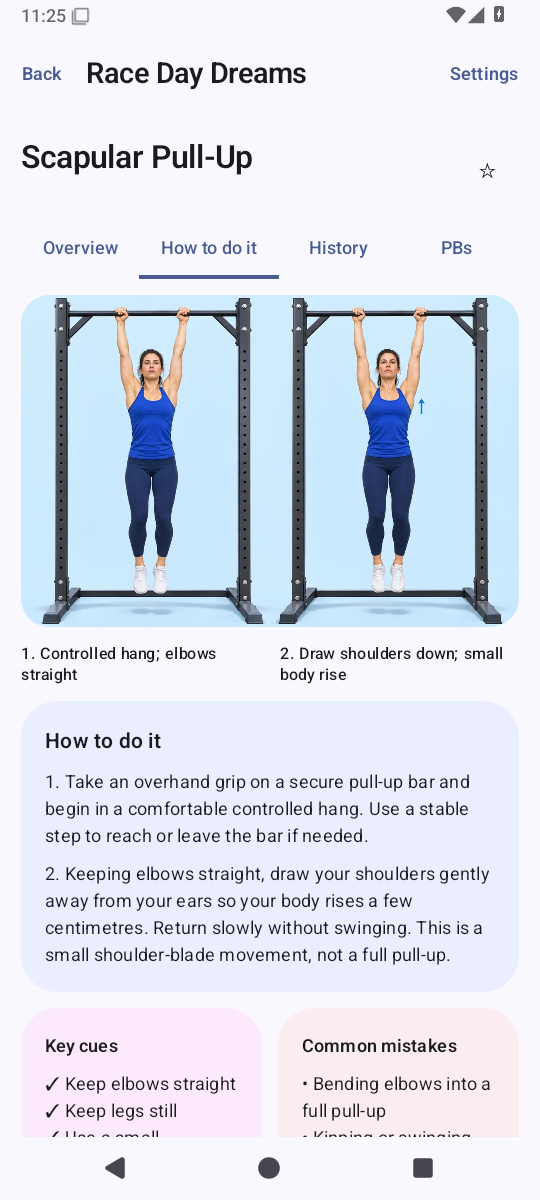 11:25
Back
Race Day Dreams
Settings
Scapular Pull-Up
☆
Overview
How to do it
History
PBs
1. Controlled hang; elbows
straight
2. Draw shoulders down; small
body rise
How to do it
1. Take an overhand grip on a secure pull-up bar and
begin in a comfortable controlled hang. Use a stable
step to reach or leave the bar if needed.
2. Keeping elbows straight, draw your shoulders gently
away from your ears so your body rises a few
centimetres. Return slowly without swinging. This is a
small shoulder-blade movement, not a full pull-up.
Key cues
✓ Keep elbows straight
✓ Keep legs still
✓ Use a small
Common mistakes
• Bending elbows into a
full pull-up
• Kipping or swinging